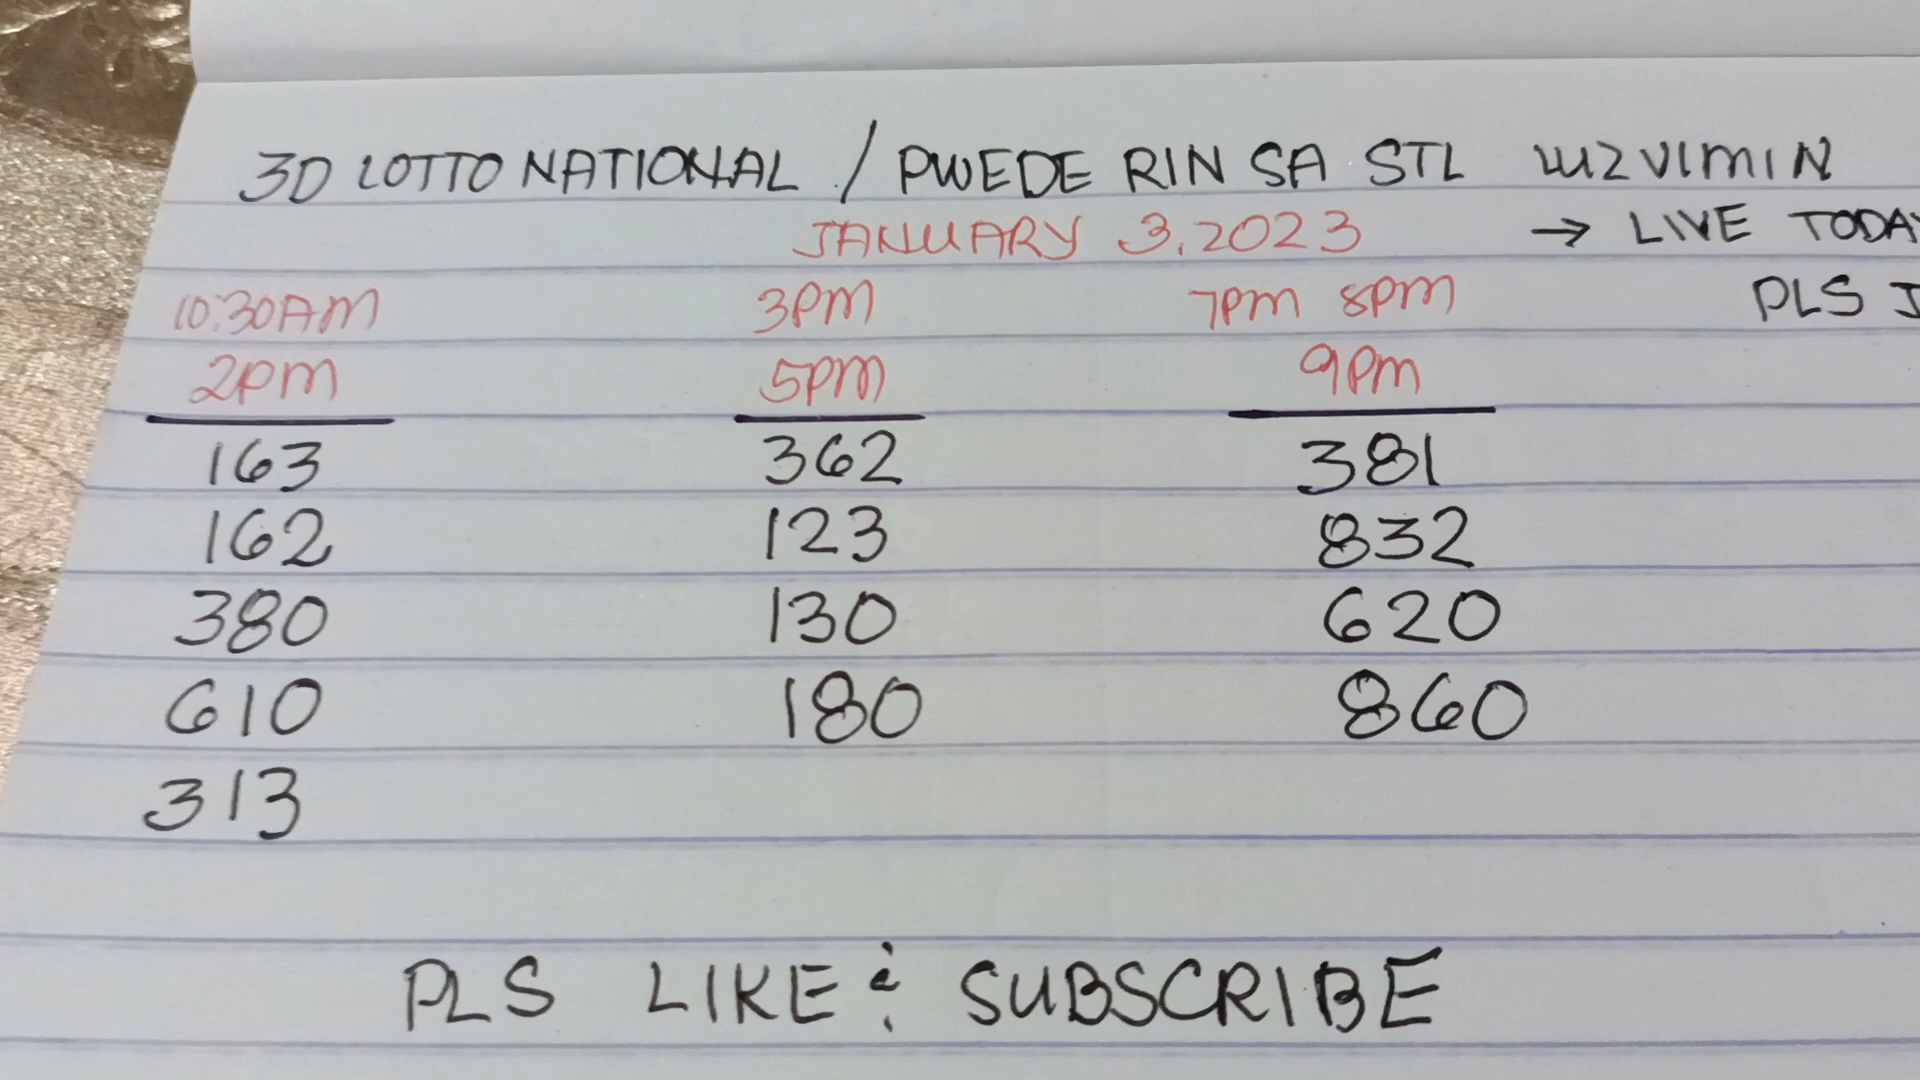 3D LOTTO NATIONAL / PWEDE RIN SA STL LUZVIMIN
JANUARY 3, 2023 → LIVE TODAY
10:30AM 3PM 7PM 8PM PLS J
2PM 5PM 9PM
163 362 381
162 123 832
380 130 620
610 180 860
313
PLS LIKE & SUBSCRIBE